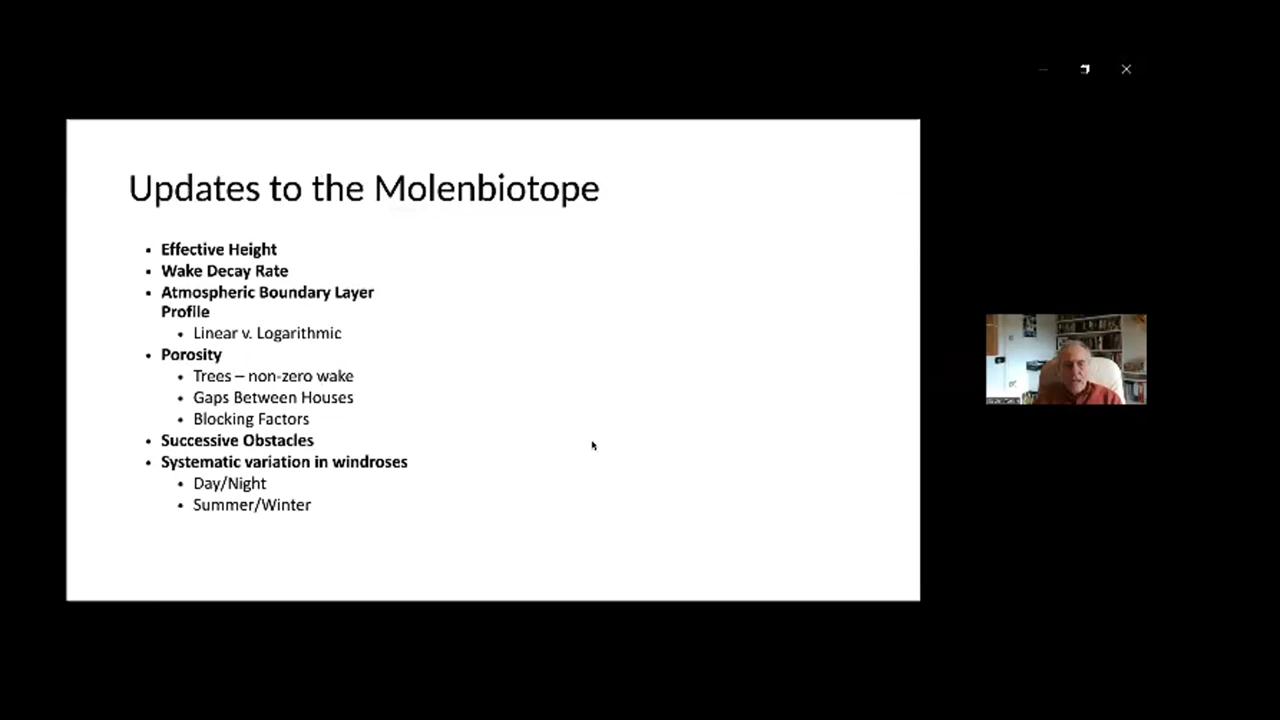 Updates to the Molenbiotope
• Effective Height
• Wake Decay Rate
• Atmospheric Boundary Layer
Profile
• Linear v. Logarithmic
• Porosity
• Trees – non-zero wake
• Gaps Between Houses
• Blocking Factors
• Successive Obstacles
• Systematic variation in windroses
• Day/Night
• Summer/Winter